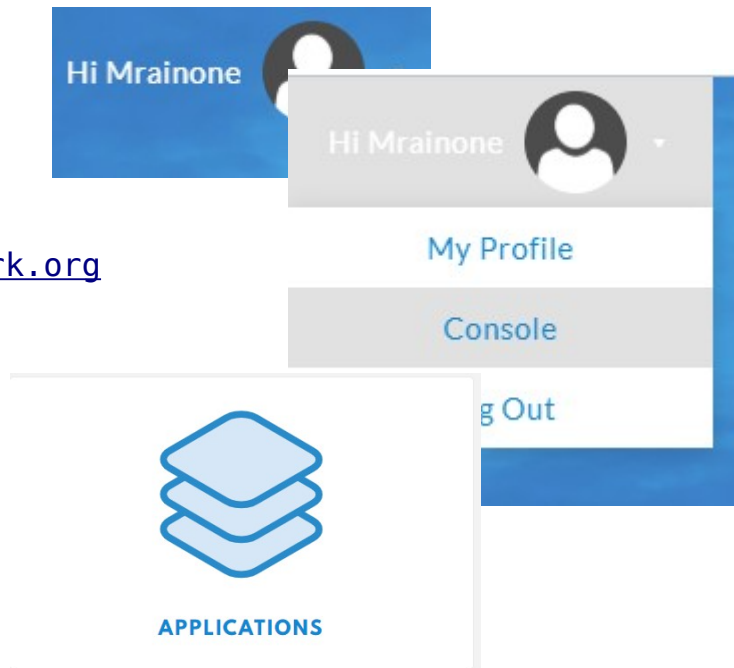 Hi Mrainone
Hi Mrainone
rk.org
My Profile
Console
g Out
APPLICATIONS